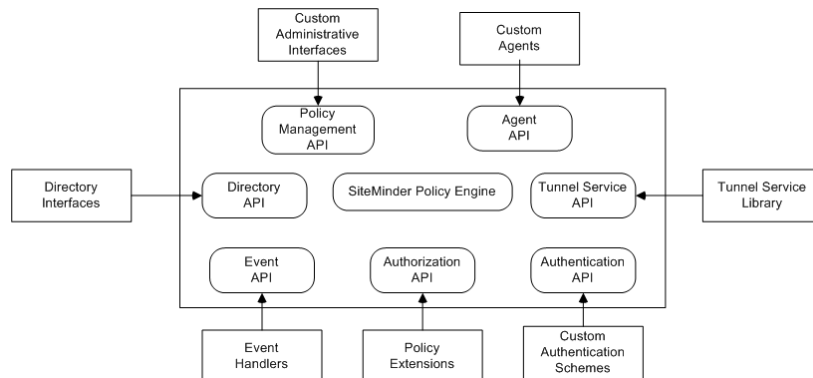 Custom
Administrative
Interfaces
Custom
Agents
Policy
Management
API
Agent
API
Directory
Interfaces
Directory
API
SiteMinder Policy Engine
Tunnel Service
API
Tunnel Service
Library
Event
API
Authorization
API
Authentication
API
Event
Handlers
Policy
Extensions
Custom
Authentication
Schemes